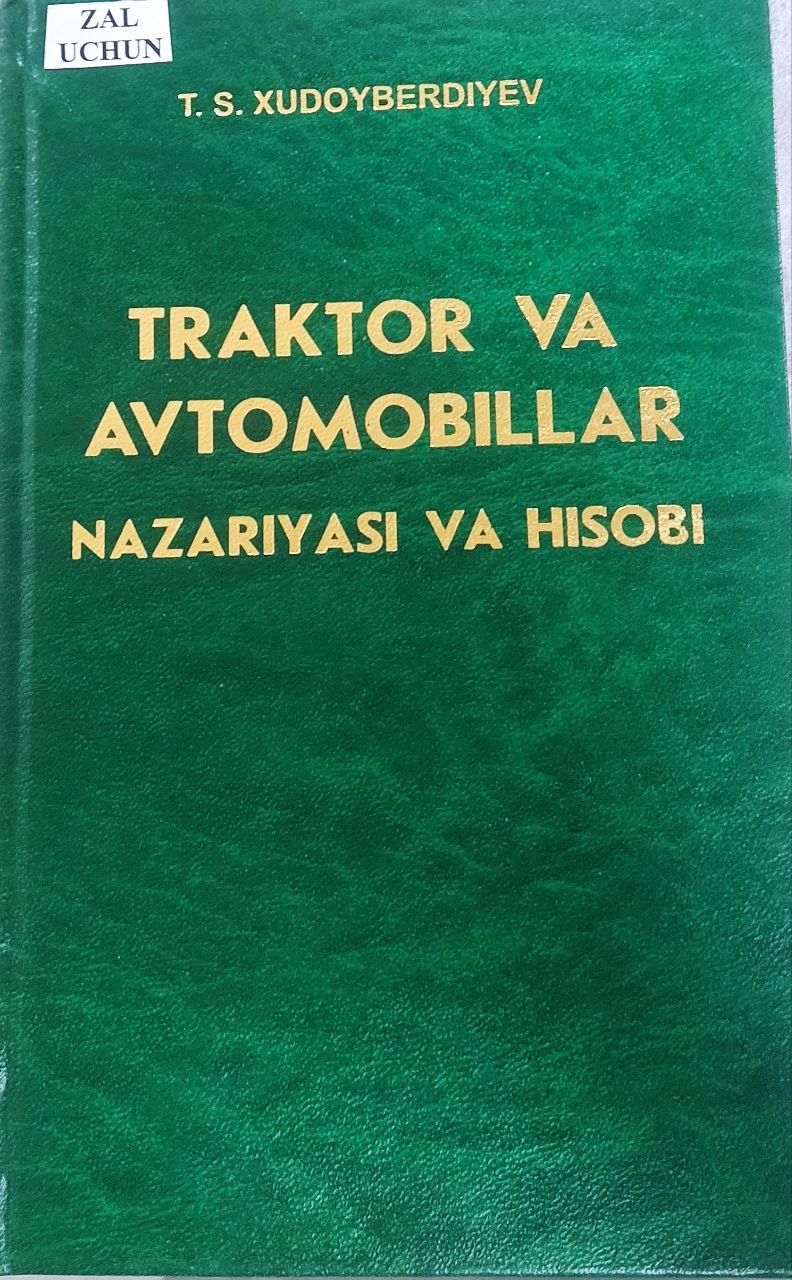 ZAL
UCHUN
T. S. XUDOYBERDIYEV
TRAKTOR VA
AVTOMOBILLAR
NAZARIYASI VA HISOBI